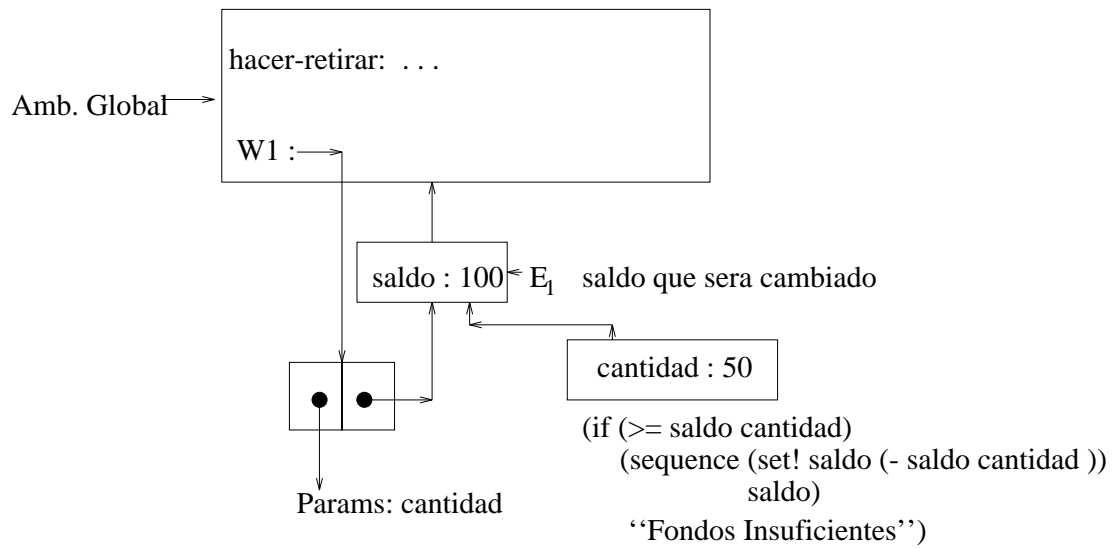 hacer-retirar: . . .
Amb. Global
W1 :
saldo : 100
E1
saldo que sera cambiado
cantidad : 50
(if (>= saldo cantidad)
(sequence (set! saldo (- saldo cantidad ))
saldo)
‘‘Fondos Insuficientes’’)
Params: cantidad